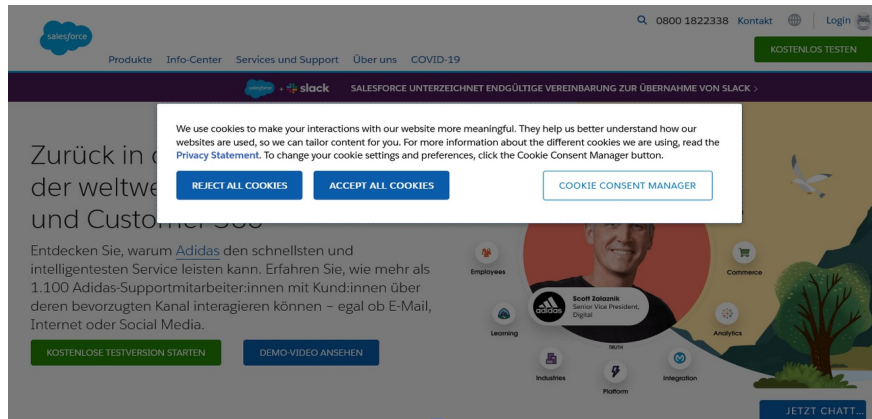 salesforce
0800 1822338 Kontakt Login
Produkte Info-Center Services und Support Über uns COVID-19
KOSTENLOS TESTEN
salesforce + slack SALESFORCE UNTERZEICHNET ENDGÜLTIGE VEREINBARUNG ZUR ÜBERNAHME VON SLACK >
We use cookies to make your interactions with our website more meaningful. They help us better understand how our
websites are used, so we can tailor content for you. For more information about the different cookies we are using, read the
Privacy Statement. To change your cookie settings and preferences, click the Cookie Consent Manager button.
REJECT ALL COOKIES ACCEPT ALL COOKIES COOKIE CONSENT MANAGER
Zurück in
der
und
Entdecken Sie, warum Adidas den schnellsten und
intelligentesten Service leisten kann. Erfahren Sie, wie mehr als
1.100 Adidas-Supportmitarbeiter:innen mit Kund:innen über
deren bevorzugten Kanal interagieren können – egal ob E-Mail,
Internet oder Social Media.
KOSTENLOSE TESTVERSION STARTEN DEMO-VIDEO ANSEHEN
Employees
Commerce
adidas
Scott Zalaznik
Senior Vice President,
Digital
Learning
Analytics
TRUTH
Industries
Platform
Integration
JETZT CHATT...